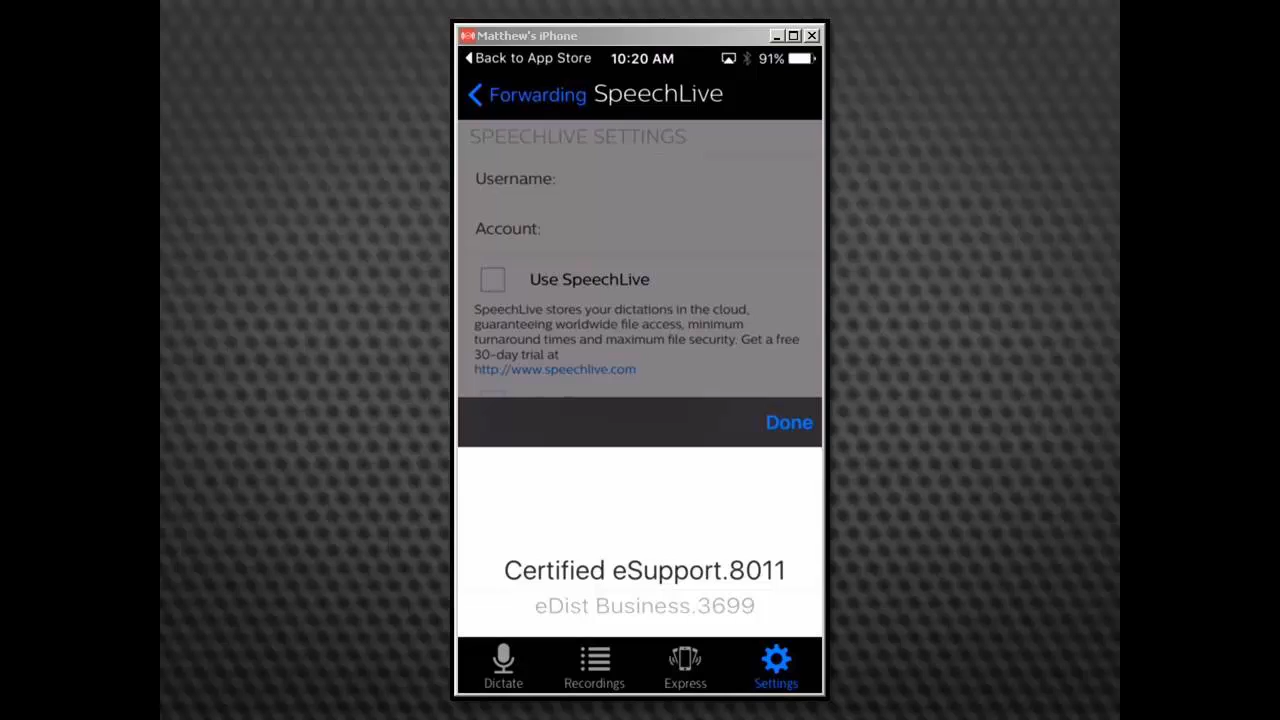 Matthew's iPhone
Back to App Store 10:20 AM 91%
Forwarding SpeechLive
SPEECHLIVE SETTINGS
Username:
Account:
Use SpeechLive
SpeechLive stores your dictations in the cloud,
guaranteeing worldwide file access, minimum
turnaround times and maximum file security. Get a free
30-day trial at
http://www.speechlive.com
Done
Certified eSupport.8011
eDist Business.3699
Dictate Recordings Express Settings